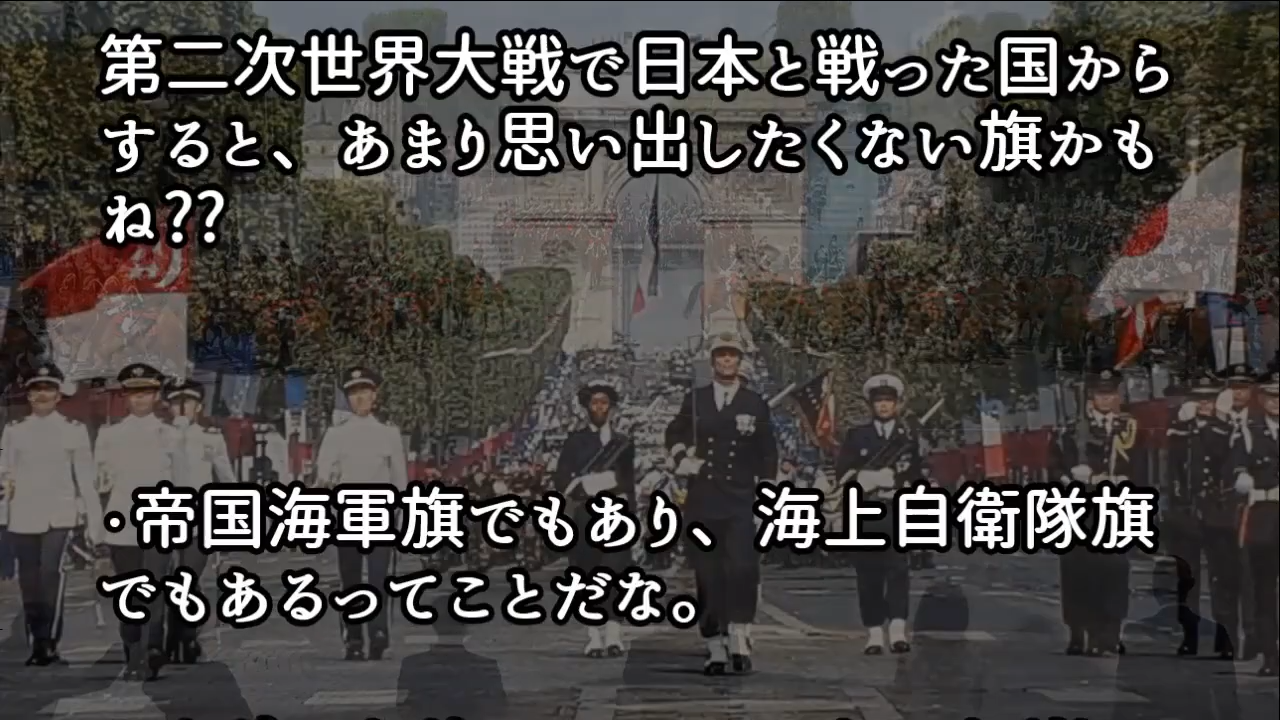 第二次世界大戦で日本と戦った国から
すると、あまり思い出したくない旗かも
ね??
・帝国海軍旗でもあり、海上自衛隊旗
でもあるってことだな。